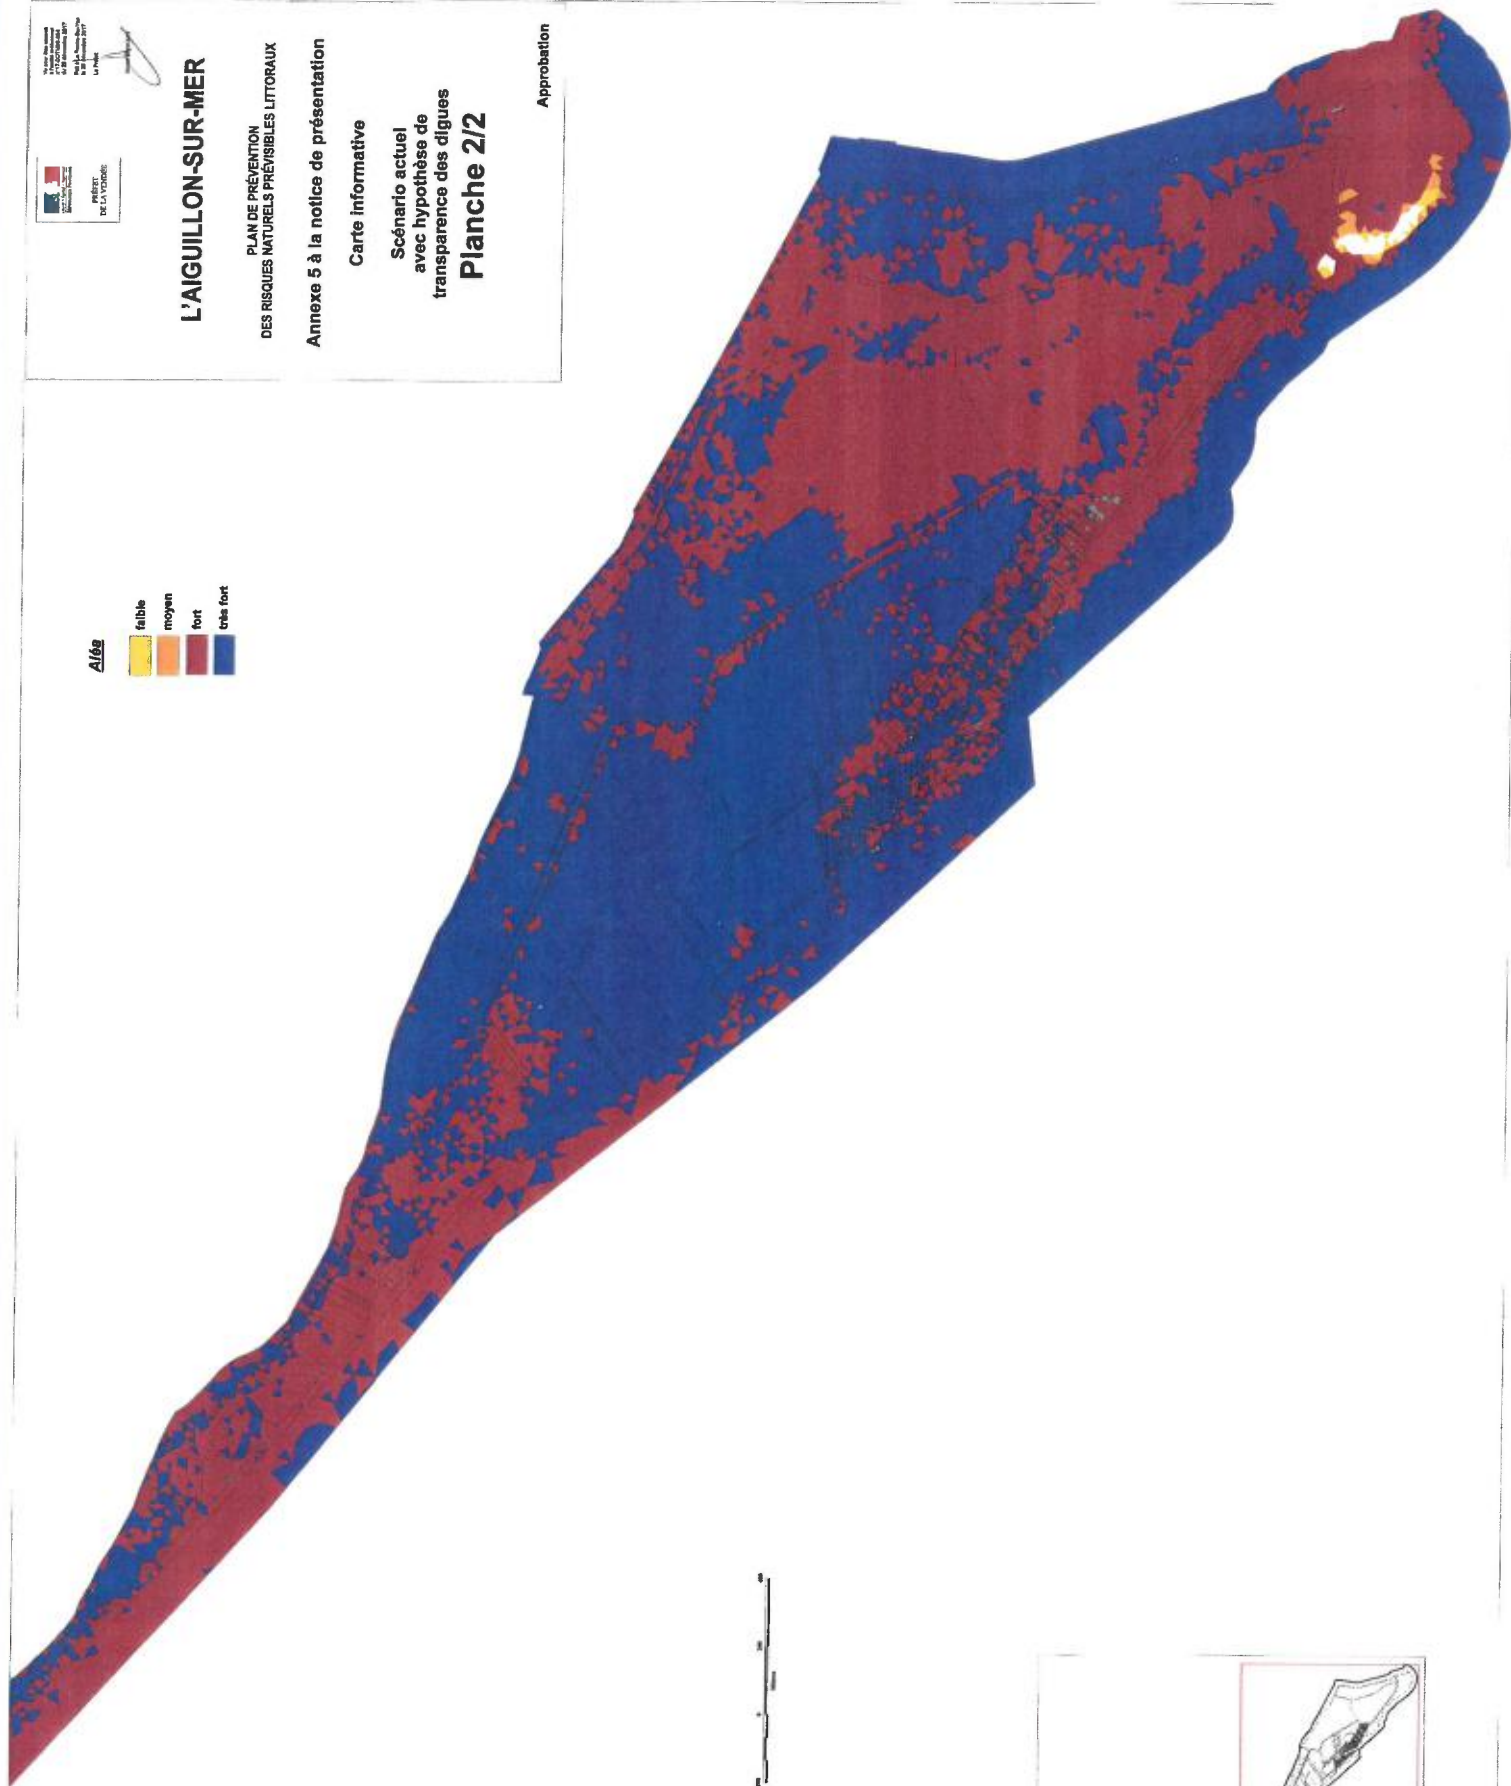 PRÉFET
DE LA VENDÉE
L'AIGUILLON-SUR-MER
PLAN DE PRÉVENTION
DES RISQUES NATURELS PRÉVISIBLES LITTORAUX
Annexe 5 à la notice de présentation
Carte informative
Scénario actuel
avec hypothèse de
transparence des digues
Planche 2/2
Approbation
Aléa
faible
moyen
fort
très fort